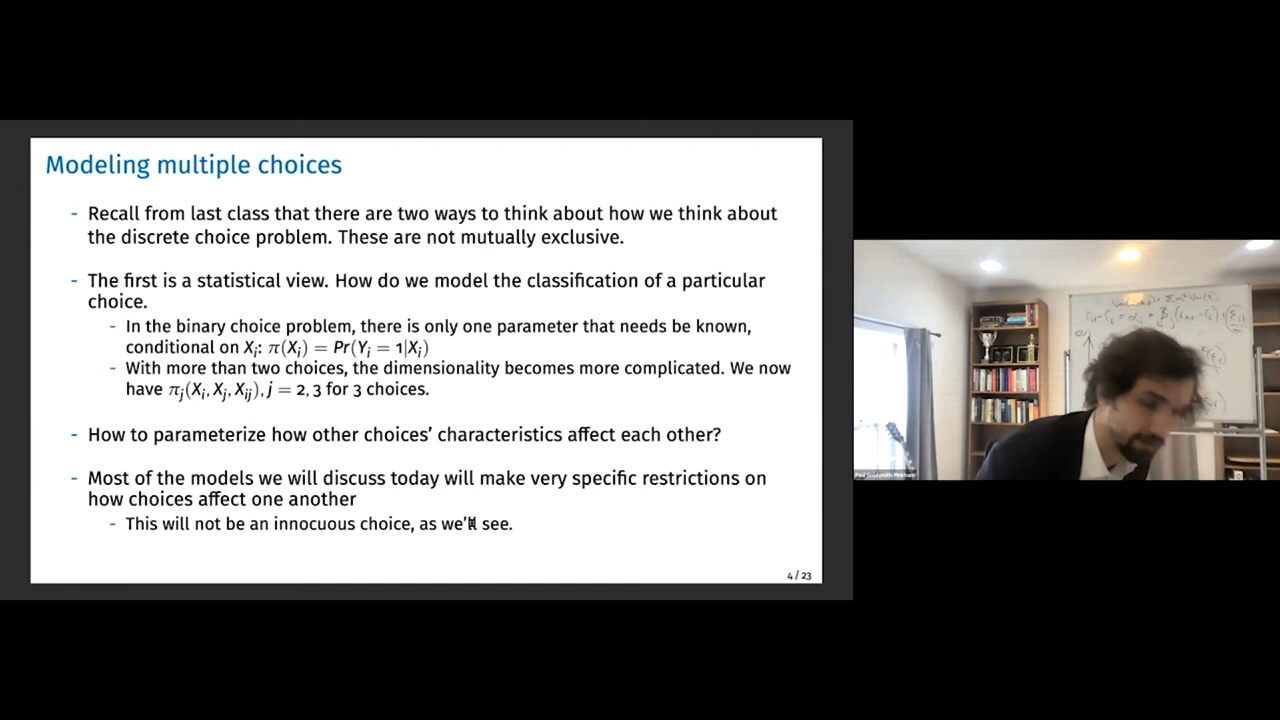 Modeling multiple choices
- Recall from last class that there are two ways to think about how we think about
the discrete choice problem. These are not mutually exclusive.
- The first is a statistical view. How do we model the classification of a particular
choice.
- In the binary choice problem, there is only one parameter that needs be known,
conditional on Xᵢ: π(Xᵢ) = Pr(Yᵢ = 1|Xᵢ)
- With more than two choices, the dimensionality becomes more complicated. We now
have πⱼ(Xᵢ, Xⱼ, Xᵢⱼ), j = 2, 3 for 3 choices.
- How to parameterize how other choices' characteristics affect each other?
- Most of the models we will discuss today will make very specific restrictions on
how choices affect one another
- This will not be an innocuous choice, as we'll see.
4 / 23
Paul Goldsmith-Pinkham